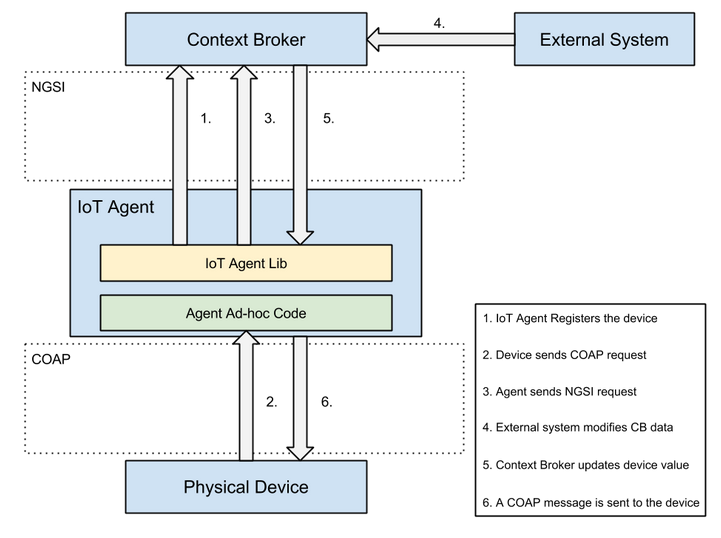 4.
Context Broker
External System
NGSI
1.
3.
5.
IoT Agent
IoT Agent Lib
Agent Ad-hoc Code
COAP
2.
6.
Physical Device
1. IoT Agent Registers the device
2. Device sends COAP request
3. Agent sends NGSI request
4. External system modifies CB data
5. Context Broker updates device value
6. A COAP message is sent to the device